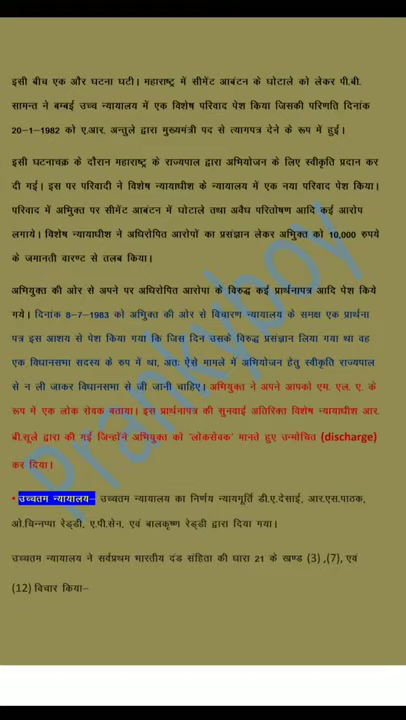 इसी बीच एक और घटना घटी। महाराष्ट्र में सीमेंट आबंटन के घोटाले को लेकर पी.बी.
सामन्त ने बम्बई उच्च न्यायालय में एक विशेष परिवाद पेश किया जिसकी परिणति दिनांक
20-1-1982 को ए.आर. अन्तुले द्वारा मुख्यमंत्री पद से त्यागपत्र देने के रूप में हुई।
इसी घटनाचक्र के दौरान महाराष्ट्र के राज्यपाल द्वारा अभियोजन के लिए स्वीकृति प्रदान कर
दी गई। इस पर परिवादी ने विशेष न्यायाधीश के न्यायालय में एक नया परिवाद पेश किया।
परिवाद में अभिुक्त पर सीमेंट आबंटन में घोटाले तथा अवैध परितोषण आदि कई आरोप
लगाये। विशेष न्यायाधीश ने अधिरोपित आरोपों का प्रसंज्ञान लेकर अभिुक्त को 10,000 रुपये
के जमानती वारण्ट से तलब किया।
अभियुक्त की ओर से अपने पर अधिरोपित आरोपा के विरुद्ध कई प्रार्थनापत्र आदि पेश किये
गये। दिनांक 8-7-1983 को अभिुक्त की ओर से विचारण न्यायालय के समक्ष एक प्रार्थना
पत्र इस आशय से पेश किया गया कि जिस दिन उसके विरुद्ध प्रसंज्ञान लिया गया था वह
एक विधानसभा सदस्य के रुप में था, अतः ऐसे मामले में अभियोजन हेतु स्वीकृति राज्यपाल
से न ली जाकर विधानसभा से जी जानी चाहिए। अभियुक्त ने अपने आपको एम. एल. ए. के
रूप में एक लोक सेवक बताया। इस प्रार्थनापत्र की सुनवाई अतिरिक्ता विशेष न्यायाधीश आर.
बी.सूले द्वारा की गई जिन्होंने अभियुक्त को "लोकसेवक" मानते हुए उन्मोचित (discharge)
कर दिया।
* उच्चतम न्यायालय– उच्चतम न्यायालय का निर्णय न्यायमूर्ति डी.ए.देसाई, आर.एस.पाठक,
ओ.चिन्नप्पा रेड्डी, ए.पी.सेन, एवं बालकृष्ण रेड्डी द्वारा दिया गया।
उच्चतम न्यायालय ने सर्वप्रथम भारतीय दंड संहिता की धारा 21 के खण्ड (3) ,(7), एवं
(12) विचार किया–
Prankyboy